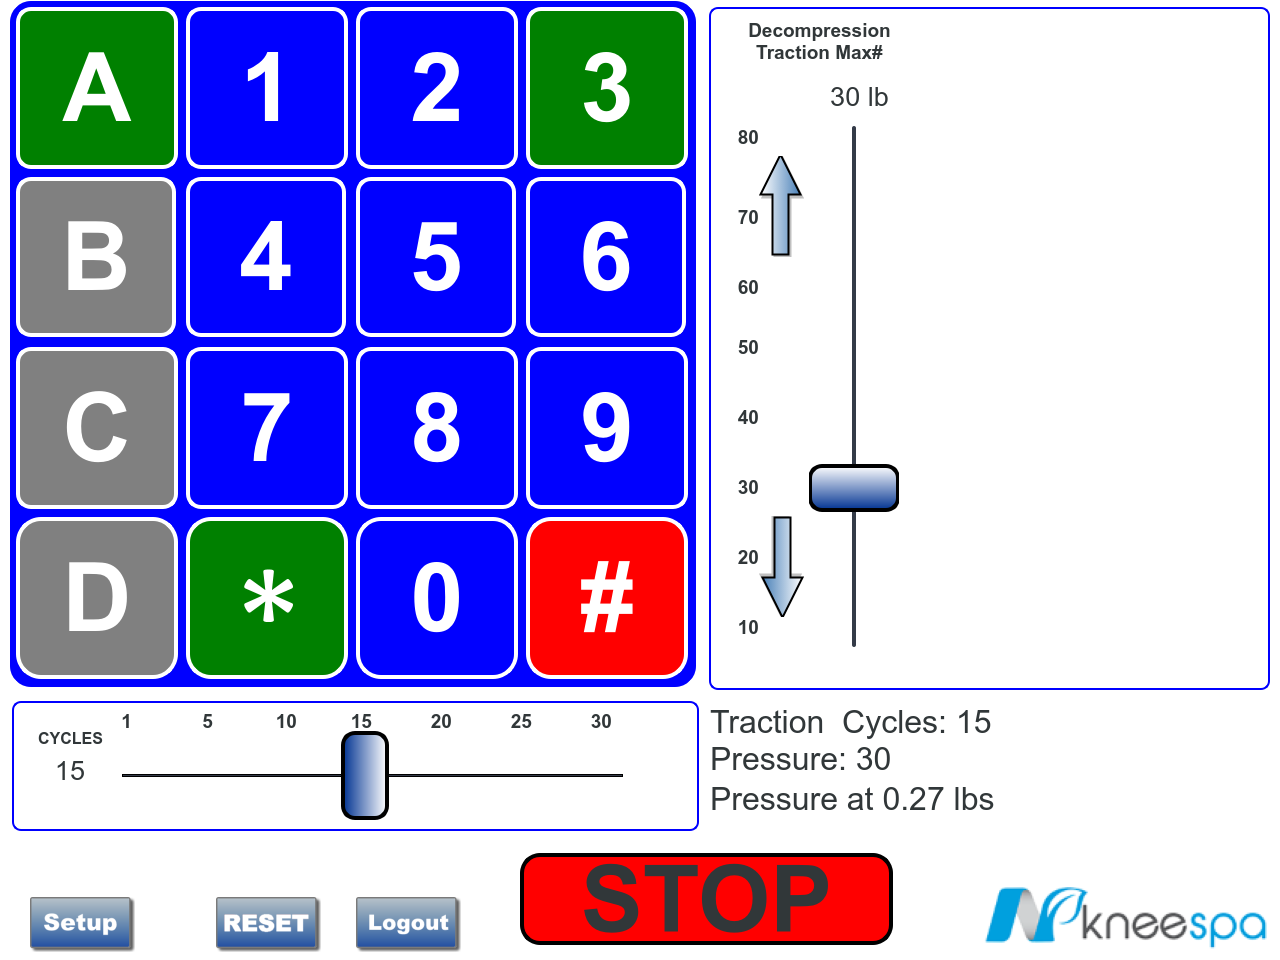 A 1 2 3
B 4 5 6
C 7 8 9
D * 0 #
Decompression
Traction Max#
30 lb
80
70
60
50
40
30
20
10
1 5 10 15 20 25 30
CYCLES
15
Traction  Cycles: 15
Pressure: 30
Pressure at 0.27 lbs
Setup
RESET
Logout
STOP
kneespa